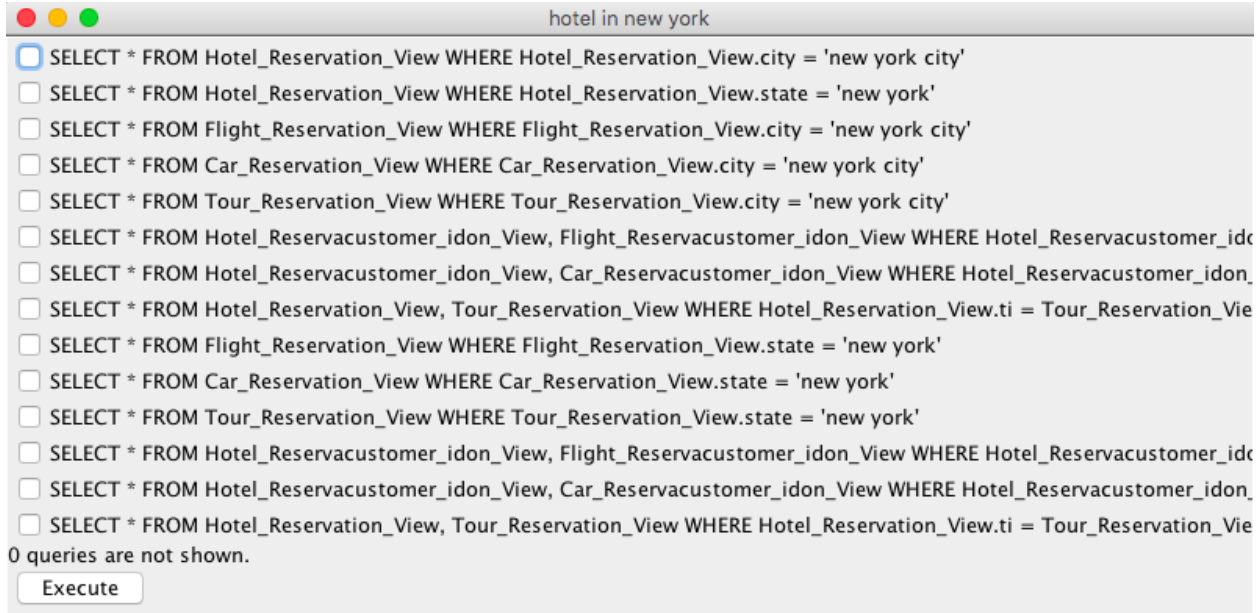 hotel in new york
SELECT * FROM Hotel_Reservation_View WHERE Hotel_Reservation_View.city = 'new york city'
SELECT * FROM Hotel_Reservation_View WHERE Hotel_Reservation_View.state = 'new york'
SELECT * FROM Flight_Reservation_View WHERE Flight_Reservation_View.city = 'new york city'
SELECT * FROM Car_Reservation_View WHERE Car_Reservation_View.city = 'new york city'
SELECT * FROM Tour_Reservation_View WHERE Tour_Reservation_View.city = 'new york city'
SELECT * FROM Hotel_Reservacustomer_idon_View, Flight_Reservacustomer_idon_View WHERE Hotel_Reservacustomer_id
SELECT * FROM Hotel_Reservacustomer_idon_View, Car_Reservacustomer_idon_View WHERE Hotel_Reservacustomer_idon_
SELECT * FROM Hotel_Reservation_View, Tour_Reservation_View WHERE Hotel_Reservation_View.ti = Tour_Reservation_Vie
SELECT * FROM Flight_Reservation_View WHERE Flight_Reservation_View.state = 'new york'
SELECT * FROM Car_Reservation_View WHERE Car_Reservation_View.state = 'new york'
SELECT * FROM Tour_Reservation_View WHERE Tour_Reservation_View.state = 'new york'
SELECT * FROM Hotel_Reservacustomer_idon_View, Flight_Reservacustomer_idon_View WHERE Hotel_Reservacustomer_id
SELECT * FROM Hotel_Reservacustomer_idon_View, Car_Reservacustomer_idon_View WHERE Hotel_Reservacustomer_idon_
SELECT * FROM Hotel_Reservation_View, Tour_Reservation_View WHERE Hotel_Reservation_View.ti = Tour_Reservation_Vie
0 queries are not shown.
Execute